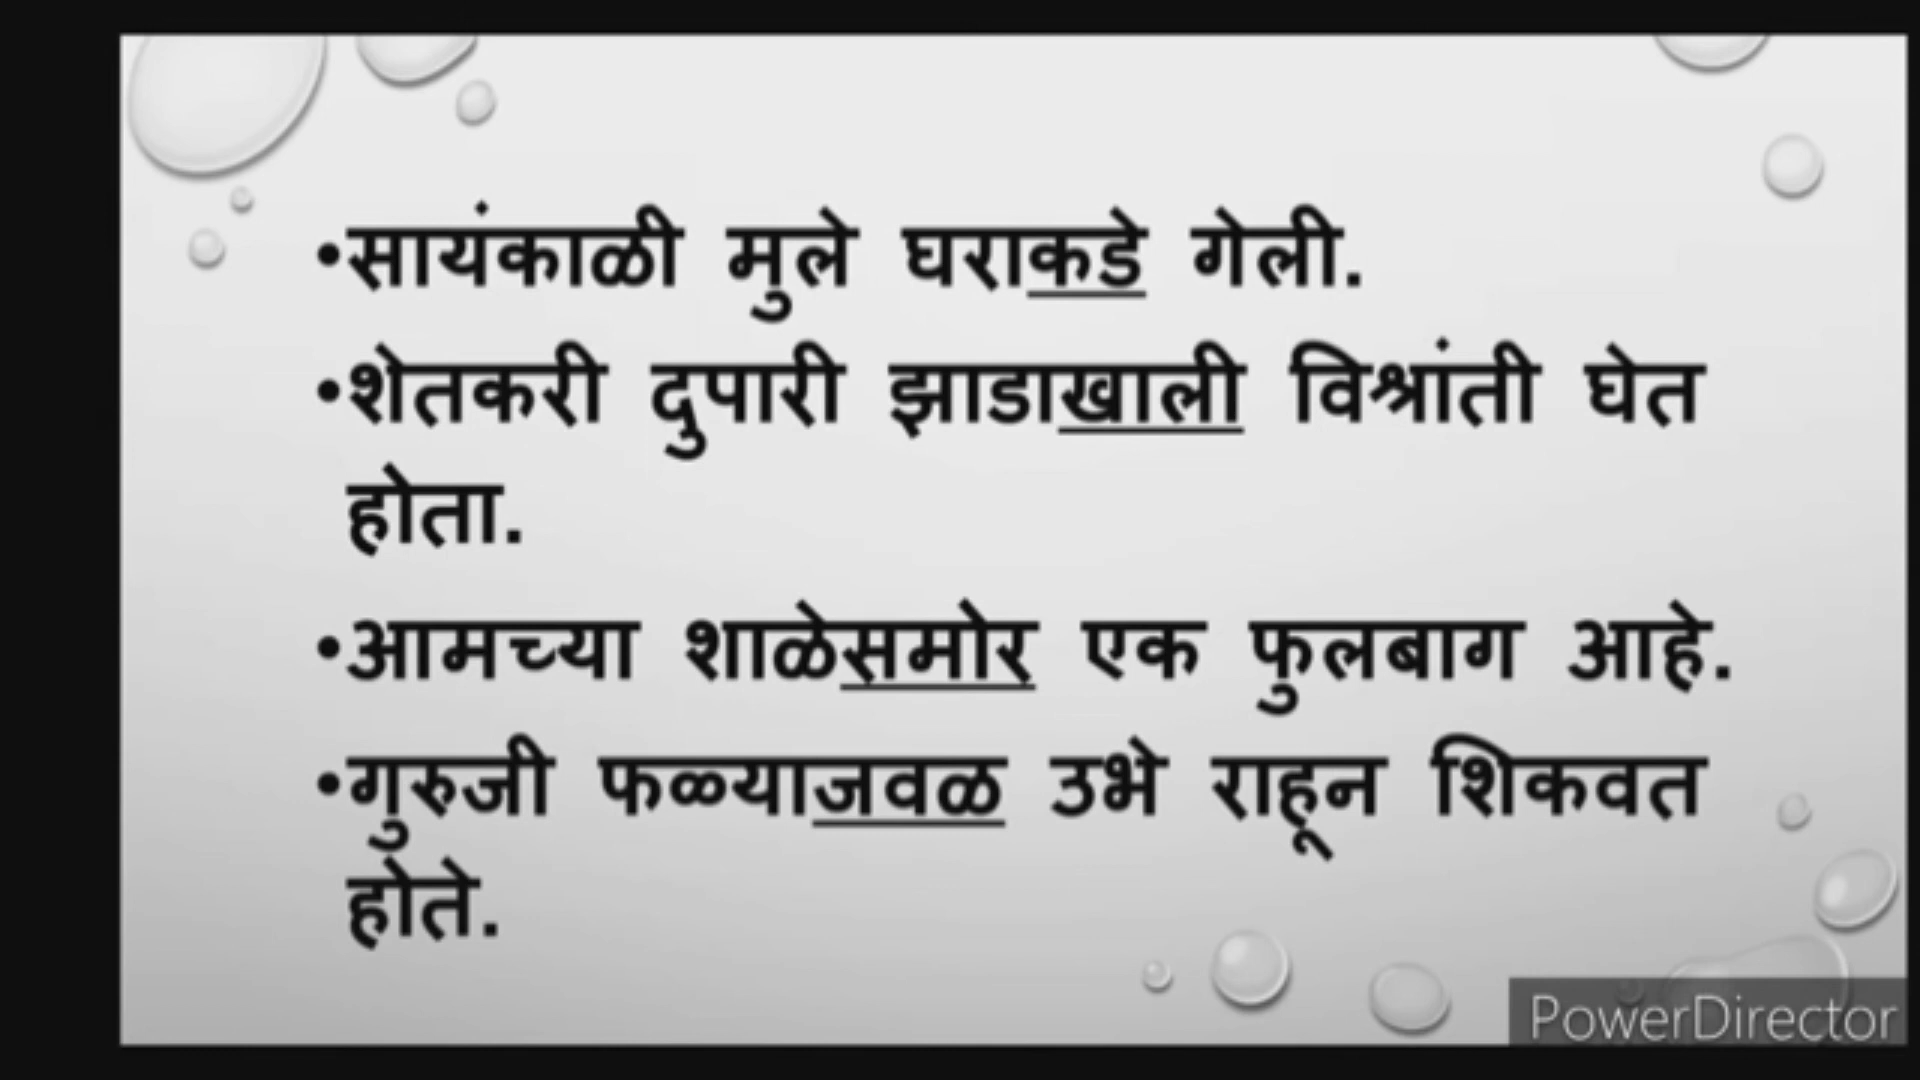 •सायंकाळी मुले घराकडे गेली.
•शेतकरी दुपारी झाडाखाली विश्रांती घेत
होता.
•आमच्या शाळेसमोर एक फुलबाग आहे.
•गुरुजी फळ्याजवळ उभे राहून शिकवत
होते.
PowerDirector